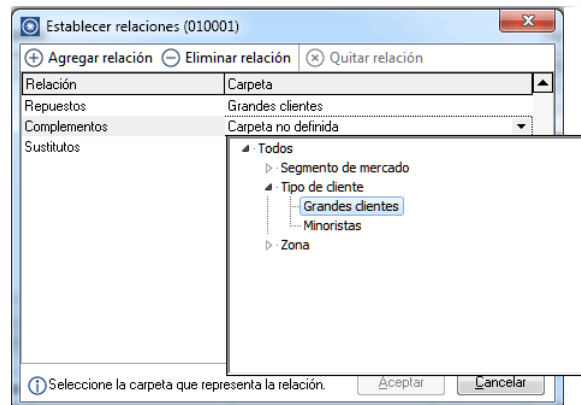 Establecer relaciones (010001)
Agregar relación Eliminar relación Quitar relación
Relación Carpeta
Repuestos Grandes clientes
Complementos Carpeta no definida
Sustitutos
Todos
Segmento de mercado
Tipo de cliente
Grandes clientes
Minoristas
Zona
Seleccione la carpeta que representa la relación. Aceptar Cancelar